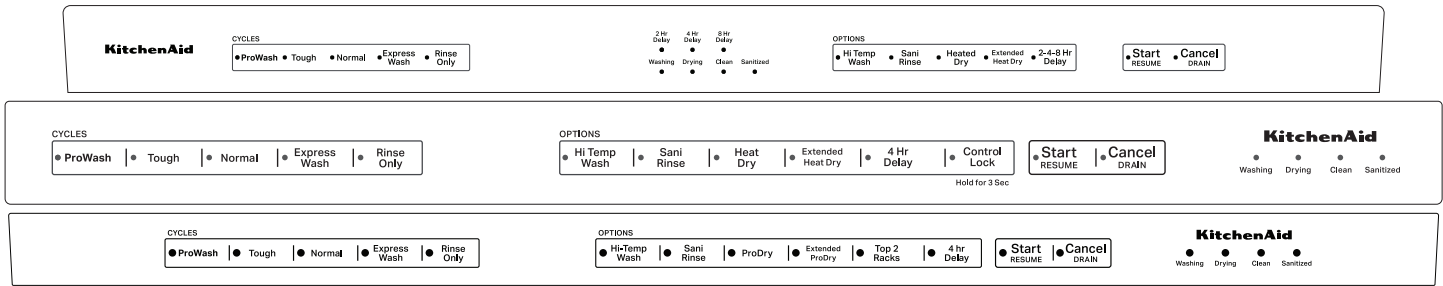 KitchenAid
CYCLES
ProWash Tough Normal Express Wash Rinse Only
2 Hr Delay 4 Hr Delay 8 Hr Delay
Washing Drying Clean Sanitized
OPTIONS
Hi Temp Wash Sani Rinse Heated Dry Extended Heat Dry 2-4-8 Hr Delay
Start RESUME Cancel DRAIN
CYCLES
ProWash Tough Normal Express Wash Rinse Only
OPTIONS
Hi Temp Wash Sani Rinse Heat Dry Extended Heat Dry 4 Hr Delay Control Lock
Hold for 3 Sec
Start RESUME Cancel DRAIN
KitchenAid
Washing Drying Clean Sanitized
CYCLES
ProWash Tough Normal Express Wash Rinse Only
OPTIONS
Hi-Temp Wash Sani Rinse ProDry Extended ProDry Top 2 Racks 4 hr Delay
Start RESUME Cancel DRAIN
KitchenAid
Washing Drying Clean Sanitized